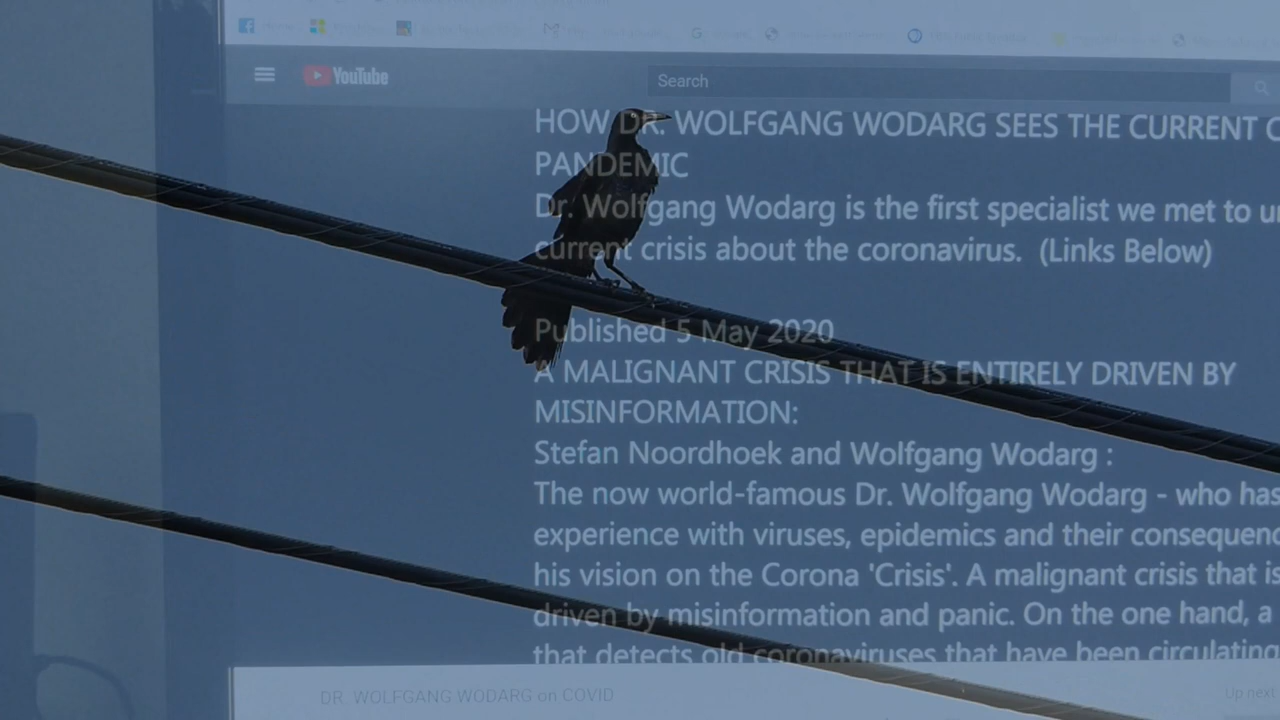 YouTube
Search
HOW DR. WOLFGANG WODARG SEES THE CURRENT C
PANDEMIC
Dr. Wolfgang Wodarg is the first specialist we met to u
current crisis about the coronavirus. (Links Below)
Published 5 May 2020
A MALIGNANT CRISIS THAT IS ENTIRELY DRIVEN BY
MISINFORMATION:
Stefan Noordhoek and Wolfgang Wodarg :
The now world-famous Dr. Wolfgang Wodarg - who has
experience with viruses, epidemics and their consequenc
his vision on the Corona 'Crisis'. A malignant crisis that is
driven by misinformation and panic. On the one hand, a
that detects old coronaviruses that have been circulating
DR. WOLFGANG WODARG on COVID
Up next